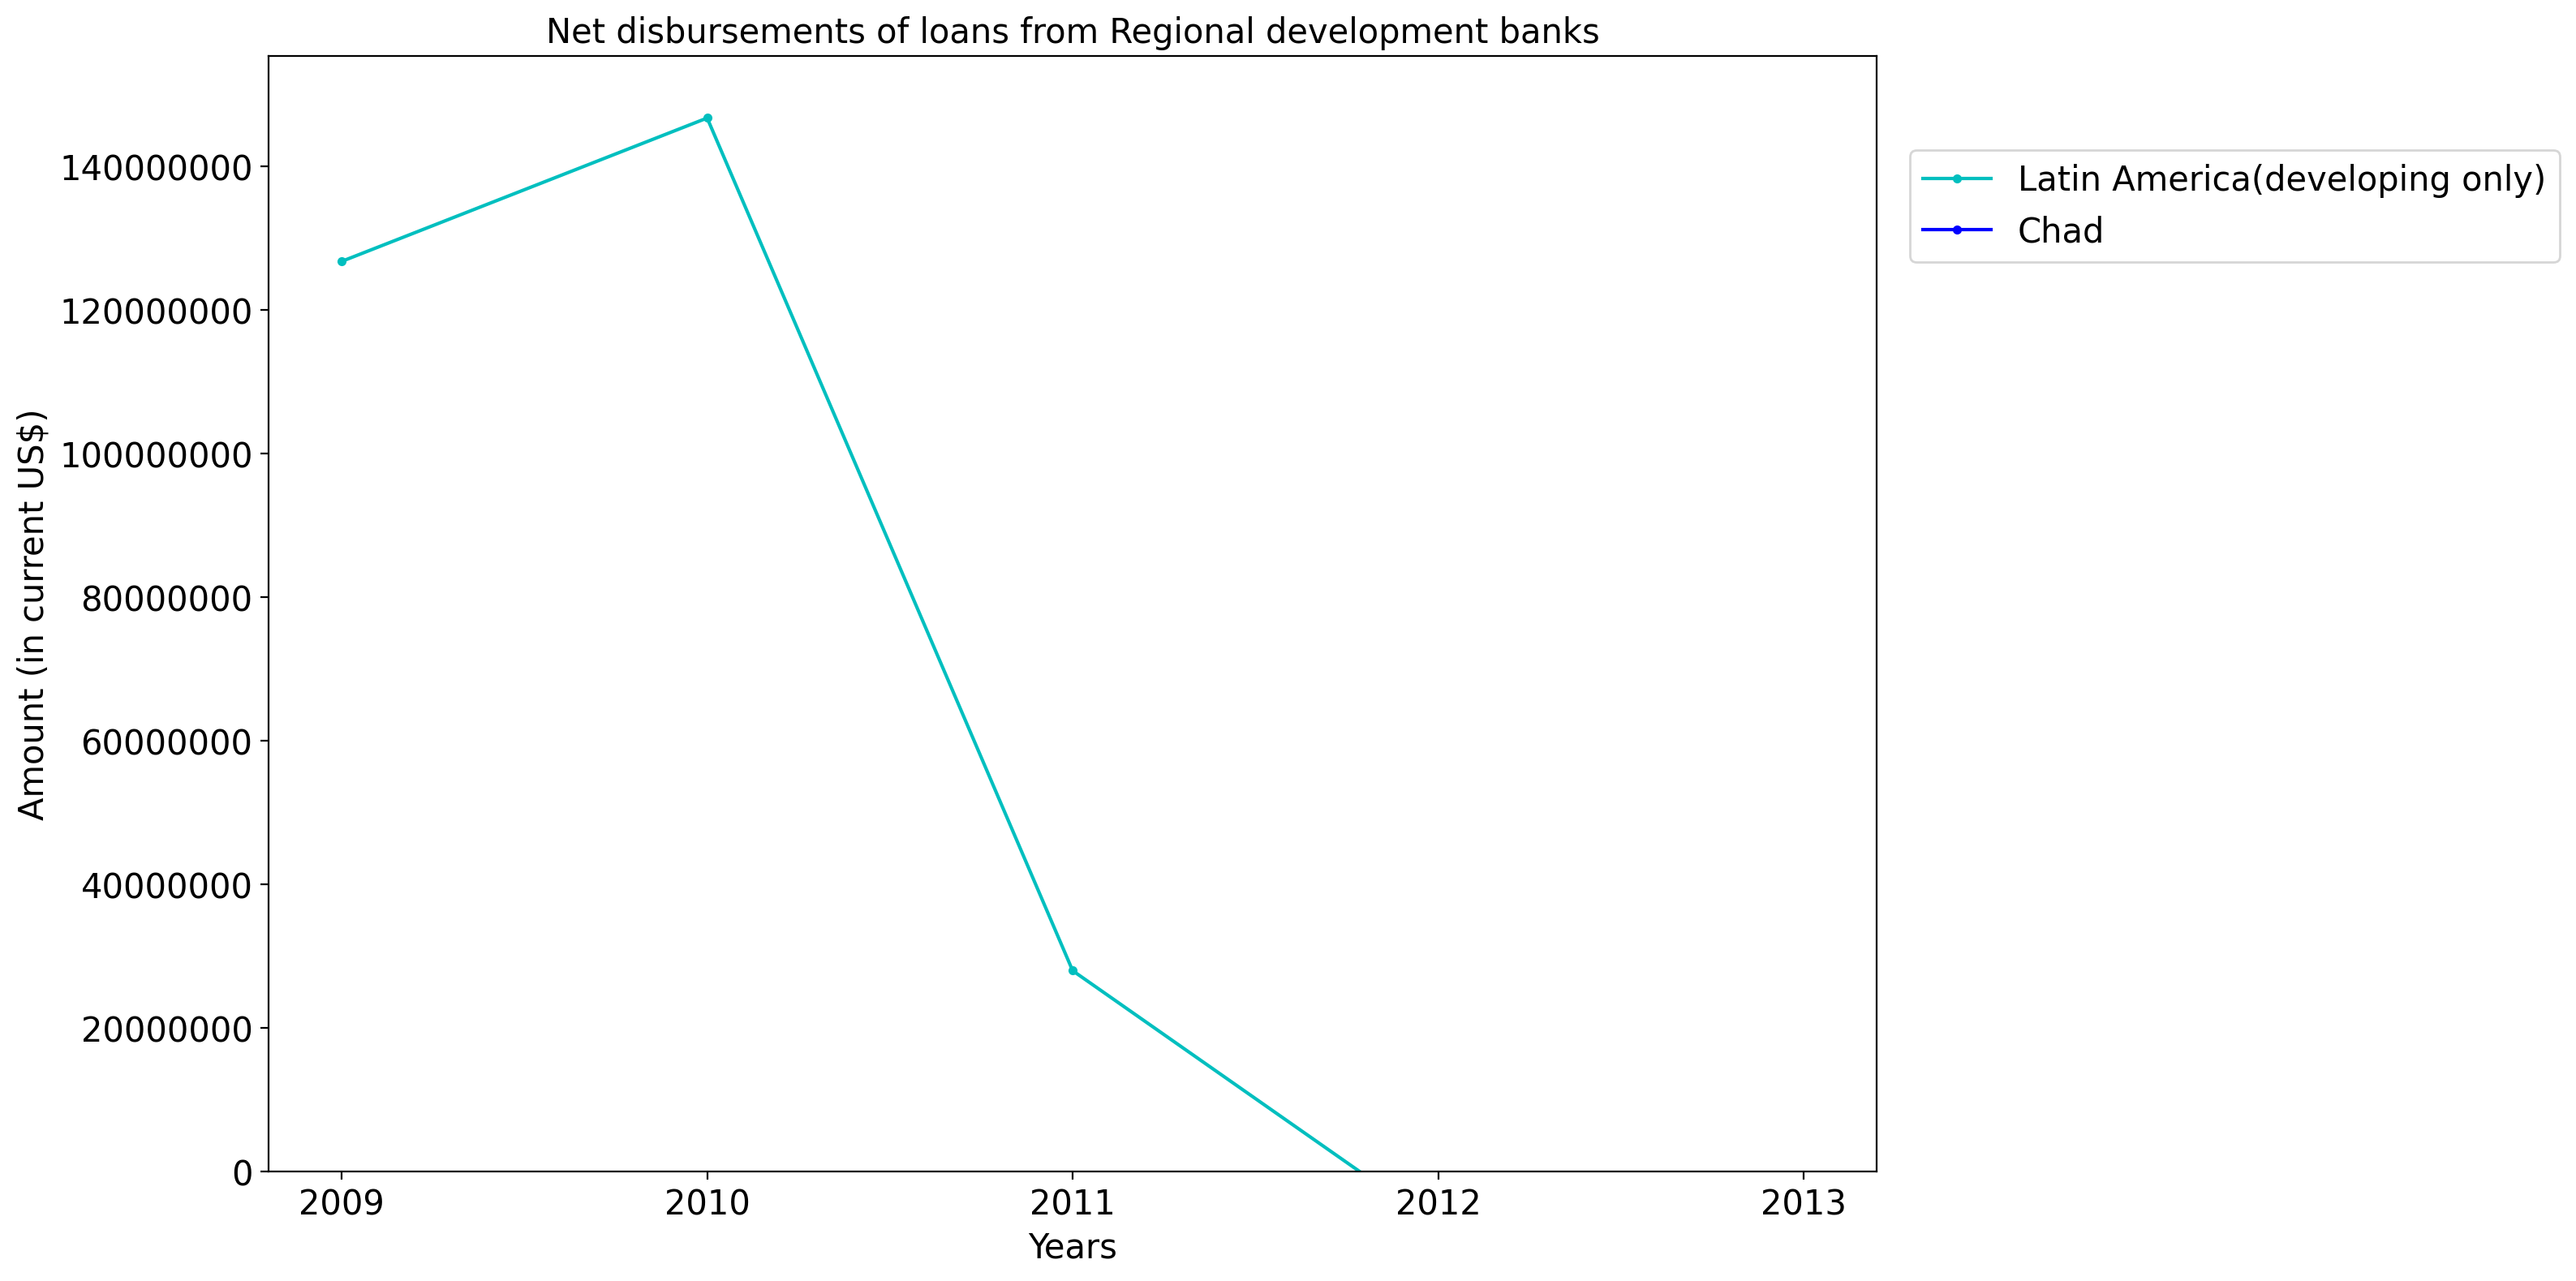 Net disbursements of loans from Regional development banks
Amount (in current US$)
140000000
120000000
100000000
80000000
60000000
40000000
20000000
0
2009 2010 2011 2012 2013
Years
Latin America(developing only)
Chad